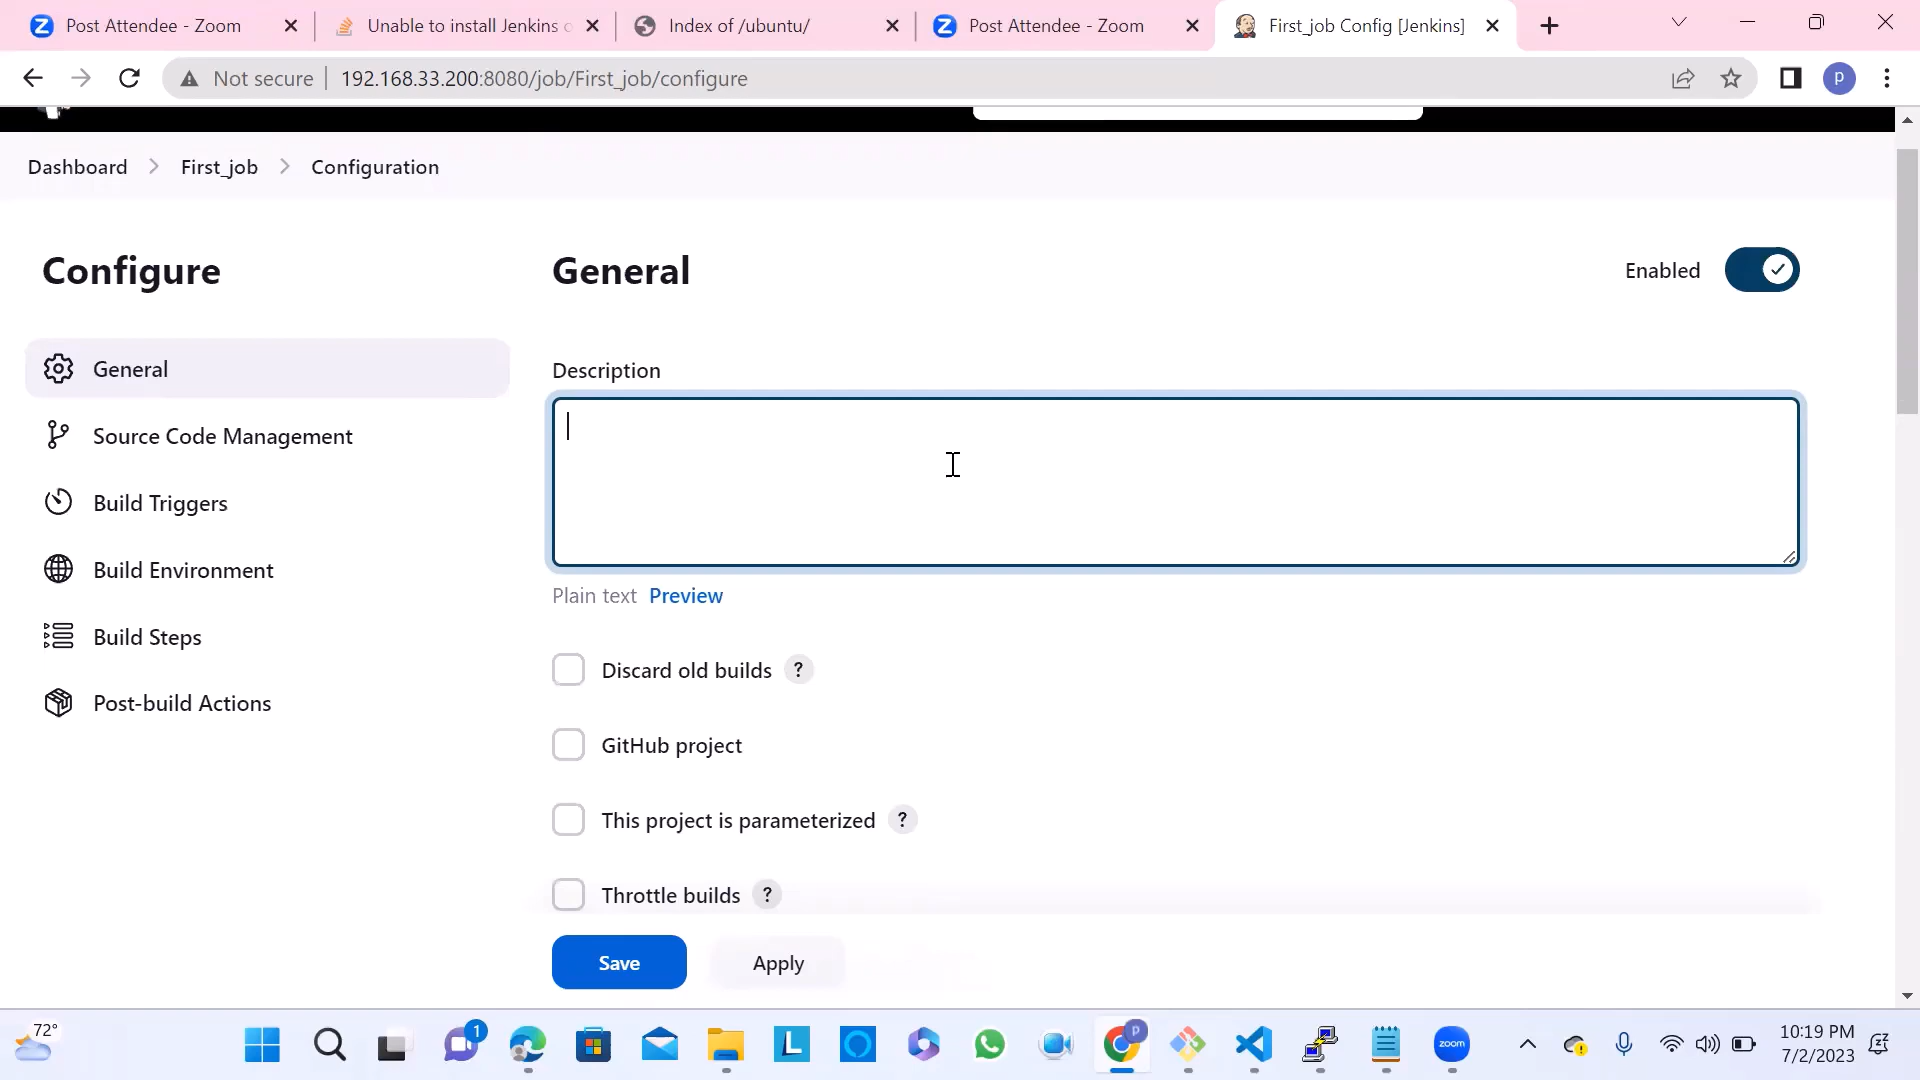 Post Attendee - Zoom
Unable to install Jenkins o
Index of /ubuntu/
Post Attendee - Zoom
First_job Config [Jenkins]
Not secure
192.168.33.200:8080/job/First_job/configure
P
Dashboard
First_job
Configuration
Configure
General
Source Code Management
Build Triggers
Build Environment
Build Steps
Post-build Actions
General
Enabled
Description
Plain text Preview
Discard old builds ?
GitHub project
This project is parameterized ?
Throttle builds ?
Save
Apply
72°
1
L
P
zoom
10:19 PM
7/2/2023